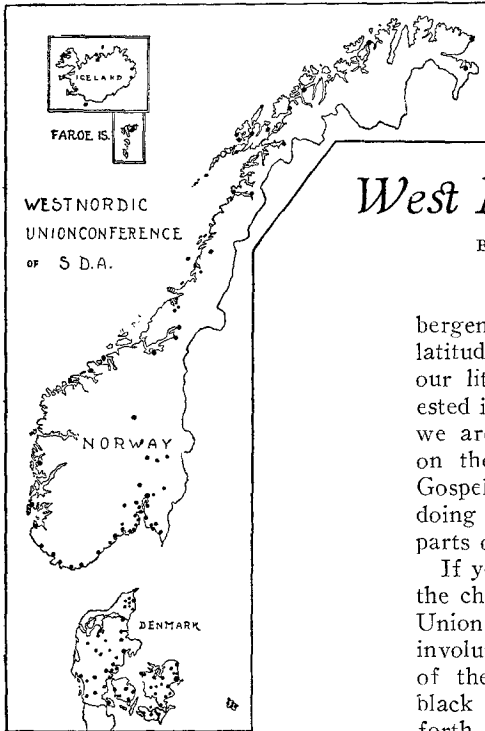 ICELAND
FAROE IS.
WESTNORDIC
UNIONCONFERENCE
OF S D.A.
NORWAY
DENMARK
West
bergen
latitud
our lit
ested i
we are
on the
Gospel
doing
parts o
If y
the ch
Union
involu
of the
black
forth